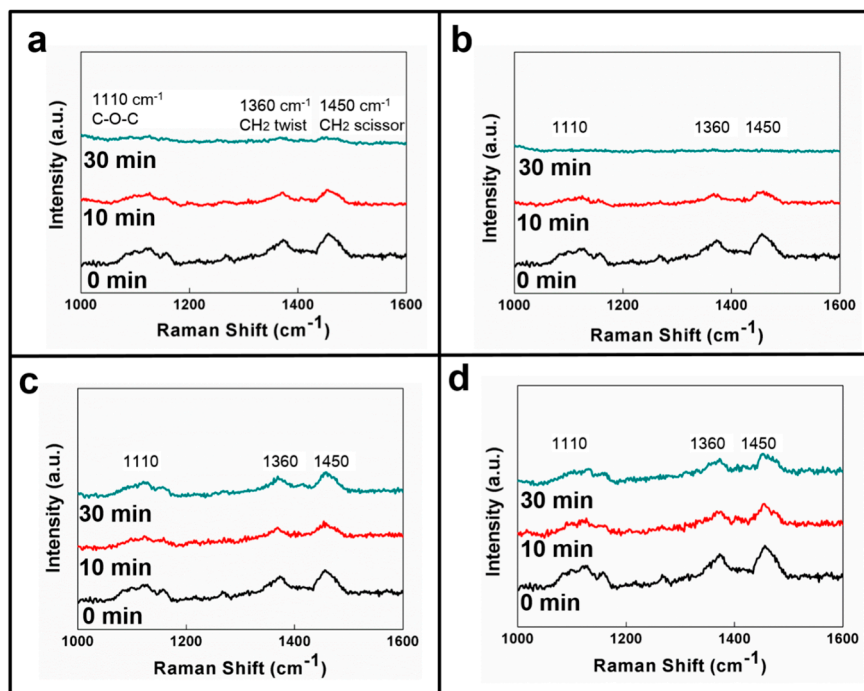 a
1110 cm⁻¹
C-O-C
1360 cm⁻¹
CH₂ twist
1450 cm⁻¹
CH₂ scissor
30 min
10 min
0 min
Intensity (a.u.)
1000 1200 1400 1600
Raman Shift (cm⁻¹)
b
1110 1360 1450
30 min
10 min
0 min
Intensity (a.u.)
1000 1200 1400 1600
Raman Shift (cm⁻¹)
c
1110 1360 1450
30 min
10 min
0 min
Intensity (a.u.)
1000 1200 1400 1600
Raman Shift (cm⁻¹)
d
1110 1360 1450
30 min
10 min
0 min
Intensity (a.u.)
1000 1200 1400 1600
Raman Shift (cm⁻¹)